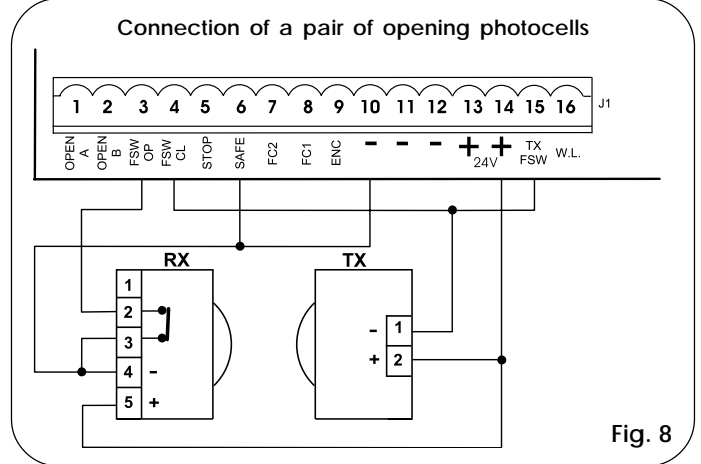 Connection of a pair of opening photocells
1 2 3 4 5 6 7 8 9 10 11 12 13 14 15 16 J1
OPEN A
OPEN B
FSW OP
FSW CL
STOP
SAFE
FC2
FC1
ENC
- - - + +
24V
TX FSW
W.L.
RX
TX
1
2
3
4 -
5 +
- 1
+ 2
Fig. 8